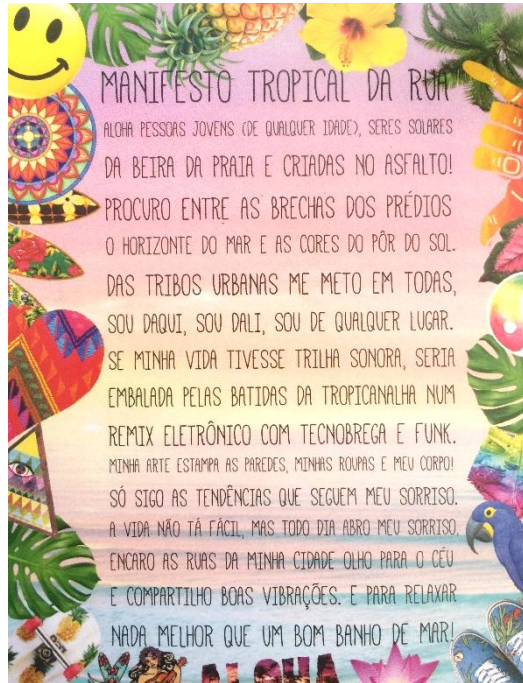 MANIFESTO TROPICAL DA RUA
ALOHA PESSOAS JOVENS (DE QUALQUER IDADE), SERES SOLARES
DA BEIRA DA PRAIA E CRIADAS NO ASFALTO!
PROCURO ENTRE AS BRECHAS DOS PRÉDIOS
O HORIZONTE DO MAR E AS CORES DO PÔR DO SOL.
DAS TRIBOS URBANAS ME METO EM TODAS,
SOU DAQUI, SOU DALI, SOU DE QUALQUER LUGAR.
SE MINHA VIDA TIVESSE TRILHA SONORA, SERIA
EMBALADA PELAS BATIDAS DA TROPICANALHA NUM
REMIX ELETRÔNICO COM TECNOBREGA E FUNK.
MINHA ARTE ESTAMPA AS PAREDES, MINHAS ROUPAS E MEU CORPO!
SÓ SIGO AS TENDÊNCIAS QUE SEGUEM MEU SORRISO.
A VIDA NÃO TÁ FÁCIL, MAS TODO DIA ABRO MEU SORRISO,
ENCARO AS RUAS DA MINHA CIDADE OLHO PARA O CÉU
E COMPARTILHO BOAS VIBRAÇÕES. E PARA RELAXAR
NADA MELHOR QUE UM BOM BANHO DE MAR!
ALOHA